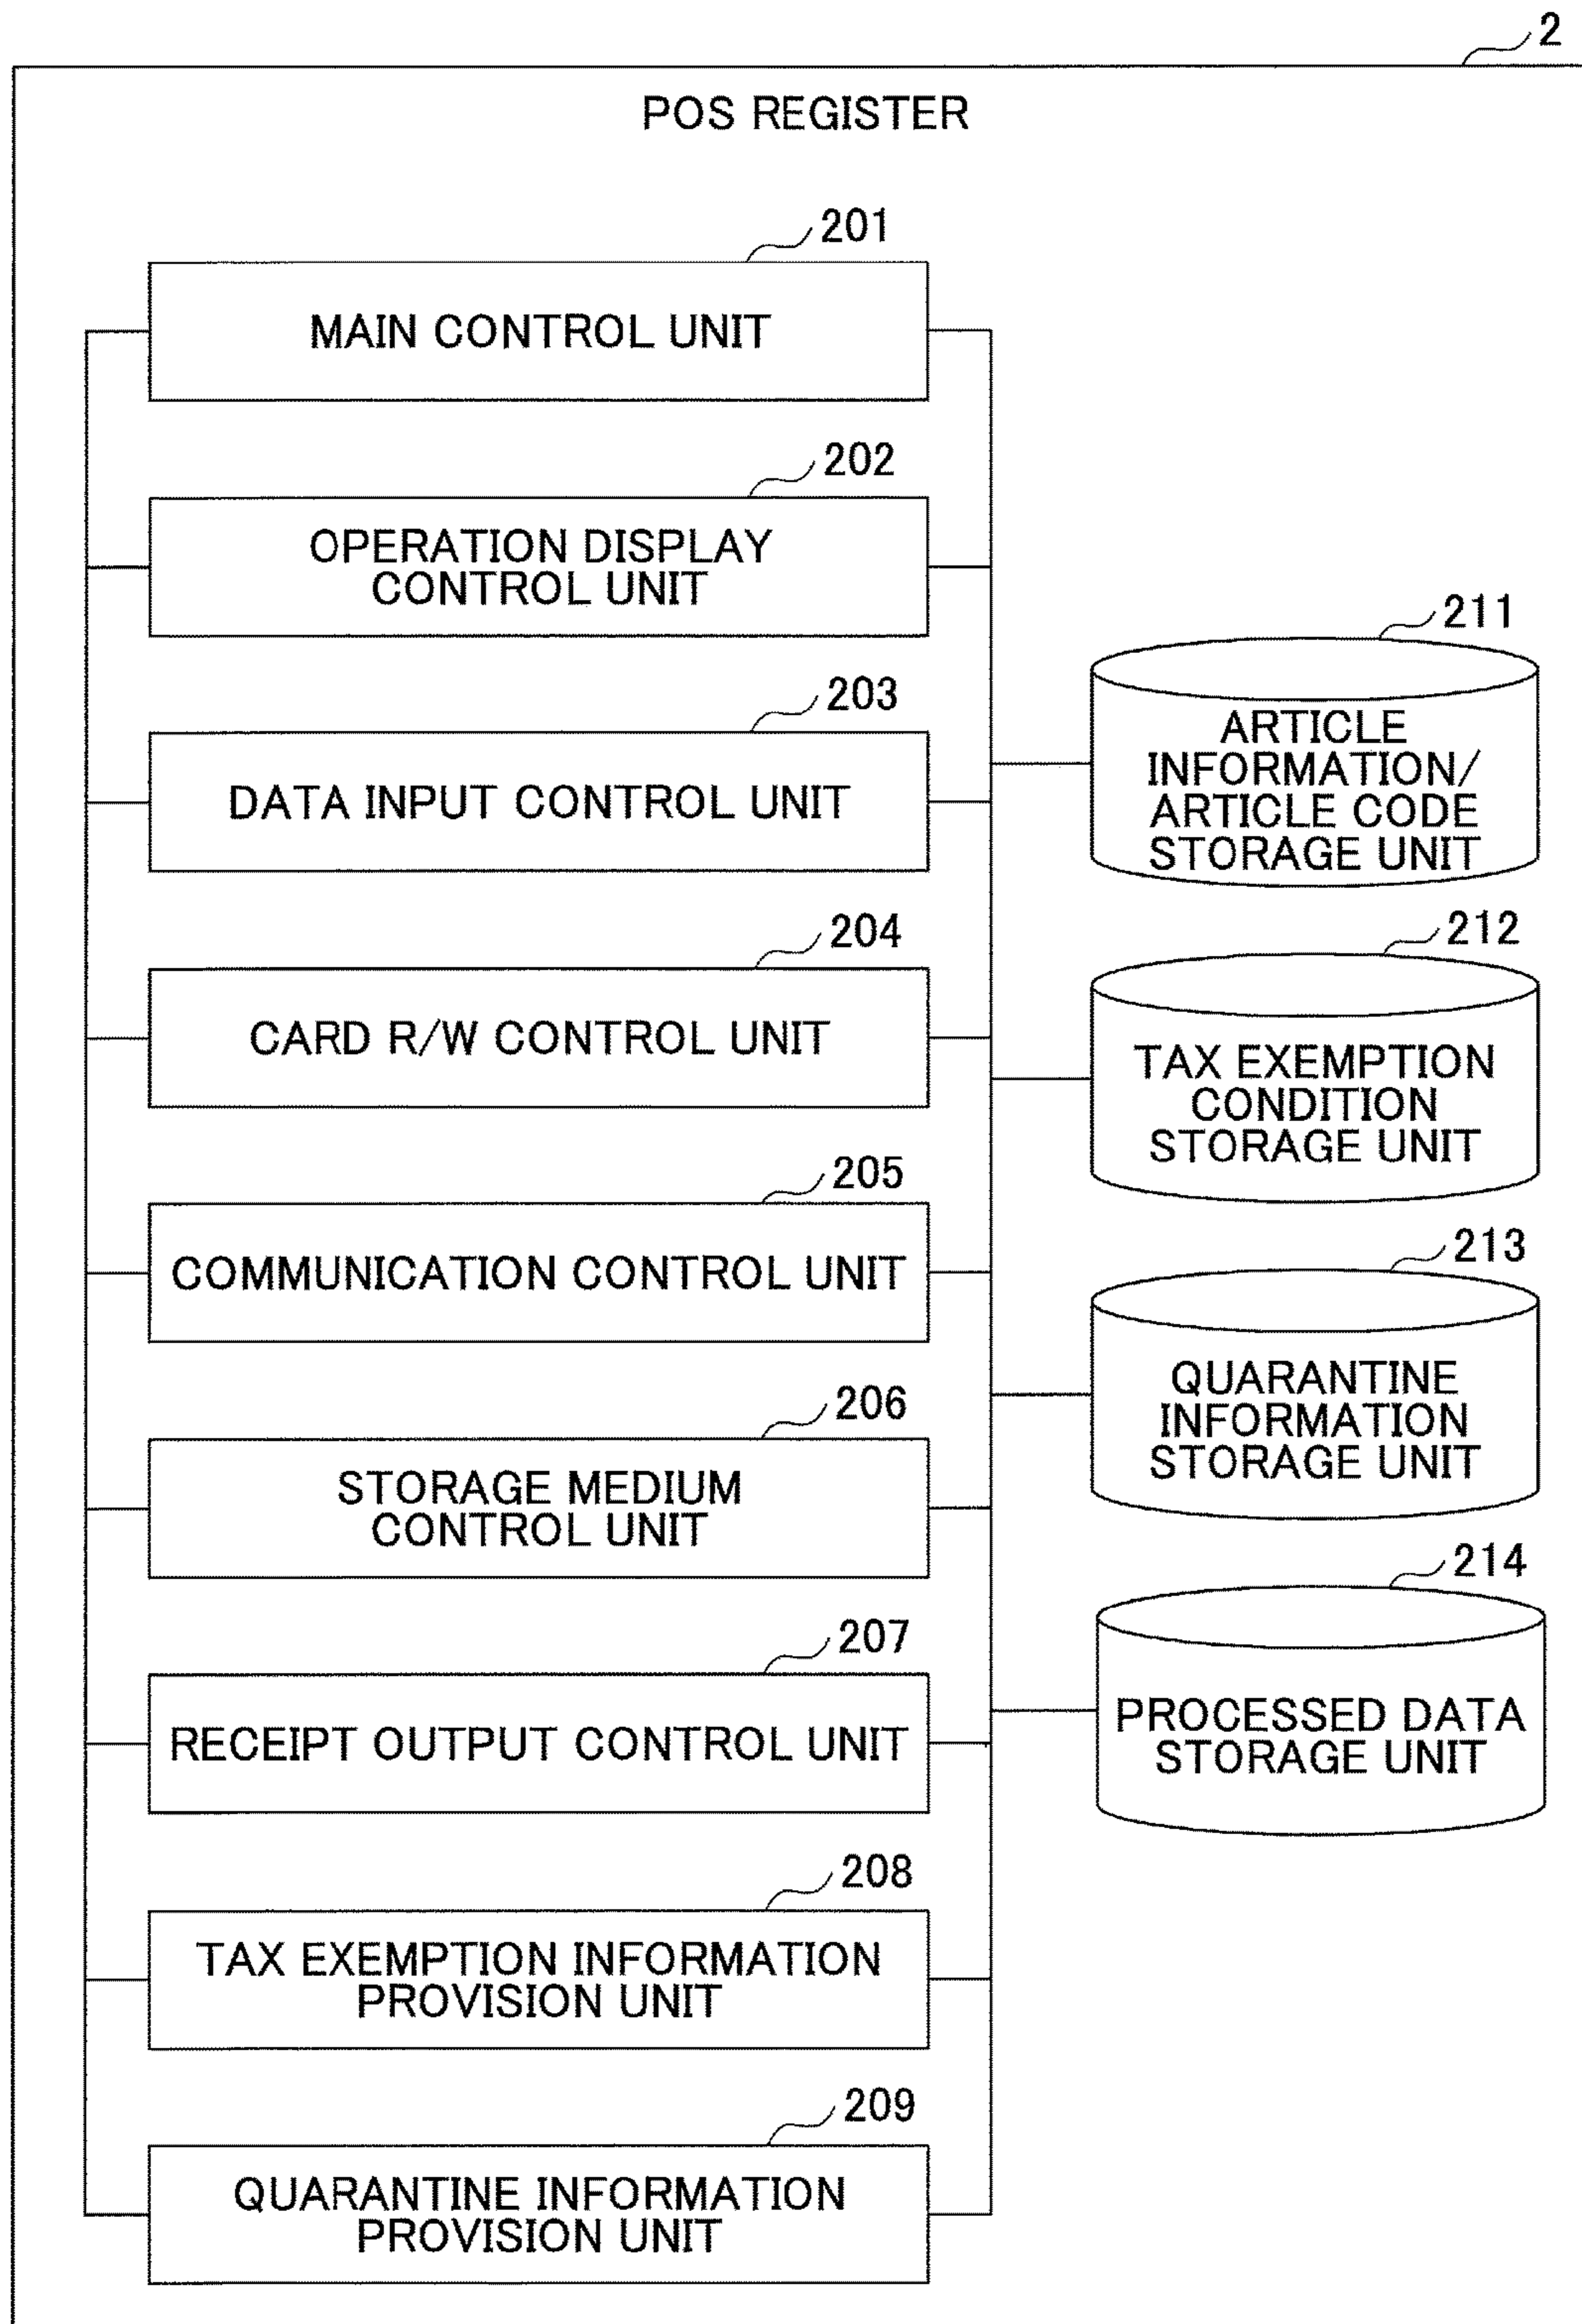 2
POS REGISTER
201
MAIN CONTROL UNIT
202
OPERATION DISPLAY
CONTROL UNIT
203
DATA INPUT CONTROL UNIT
204
CARD R/W CONTROL UNIT
205
COMMUNICATION CONTROL UNIT
206
STORAGE MEDIUM
CONTROL UNIT
207
RECEIPT OUTPUT CONTROL UNIT
208
TAX EXEMPTION INFORMATION
PROVISION UNIT
209
QUARANTINE INFORMATION
PROVISION UNIT
211
ARTICLE
INFORMATION/
ARTICLE CODE
STORAGE UNIT
212
TAX EXEMPTION
CONDITION
STORAGE UNIT
213
QUARANTINE
INFORMATION
STORAGE UNIT
214
PROCESSED DATA
STORAGE UNIT